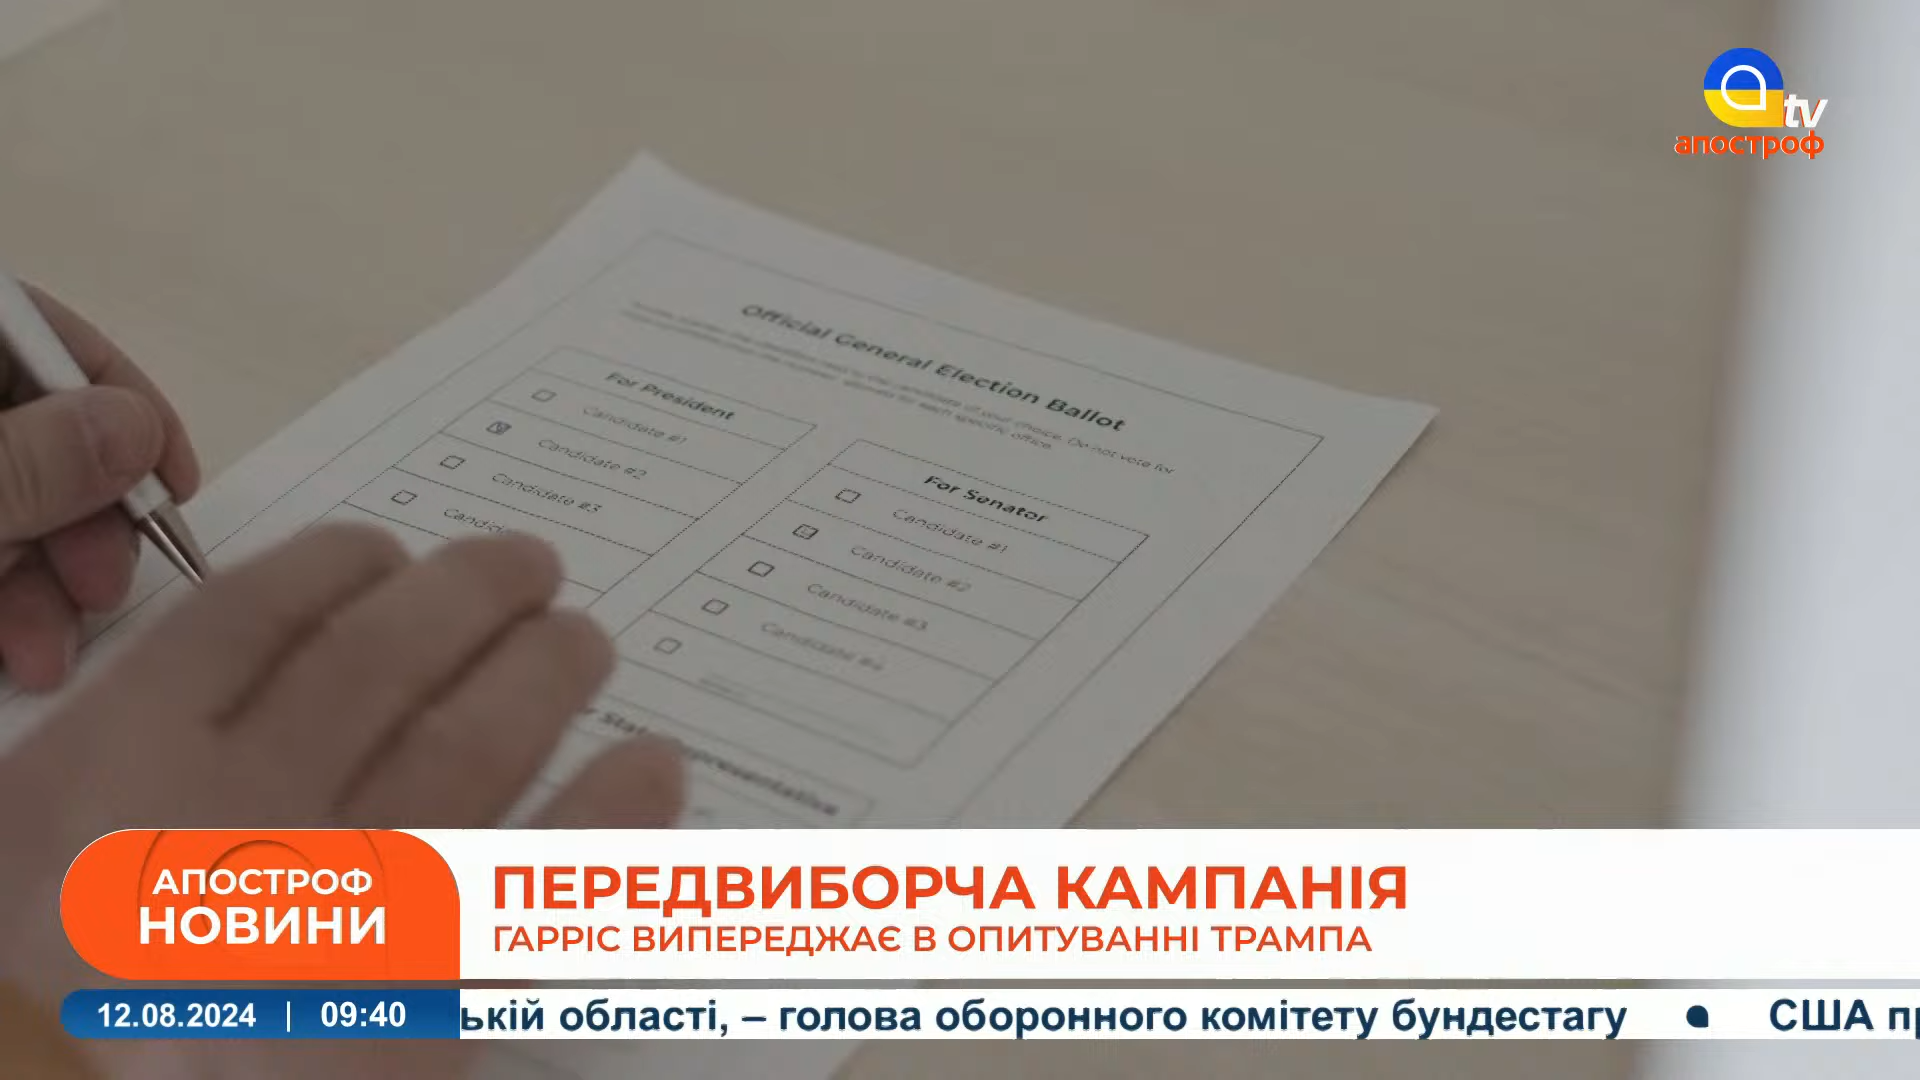 tv
апостроф
Official General Election Ballot
For President
Candidate #1
Candidate #2
Candidate #3
For Senator
Candidate #1
Candidate #2
Candidate #3
Candidate #4
АПОСТРОФ
НОВИНИ
ПЕРЕДВИБОРЧА КАМПАНІЯ
ГАРРІС ВИПЕРЕДЖАЄ В ОПИТУВАННІ ТРАМПА
12.08.2024 | 09:40
ькій області, – голова оборонного комітету бундестагу • США пр